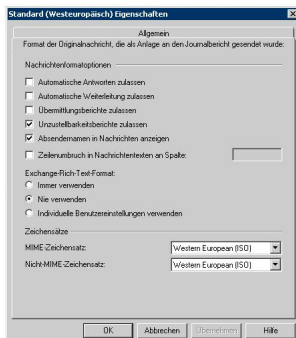 Standard (Westeuropäisch) Eigenschaften
Allgemein
Format der Originalnachricht, die als Anlage an den Journalbericht gesendet wurde:
Nachrichtenformatoptionen
Automatische Antworten zulassen
Automatische Weiterleitung zulassen
Übermittlungsberichte zulassen
Unzustellbarkeitsberichte zulassen
Absendernamen in Nachrichten anzeigen
Zeilenumbruch in Nachrichtentexten an Spalte:
Exchange-Rich-Text-Format:
Immer verwenden
Nie verwenden
Individuelle Benutzereinstellungen verwenden
Zeichensätze
MIME-Zeichensatz: Western European (ISO)
Nicht-MIME-Zeichensatz: Western European (ISO)
OK Abbrechen Übernehmen Hilfe